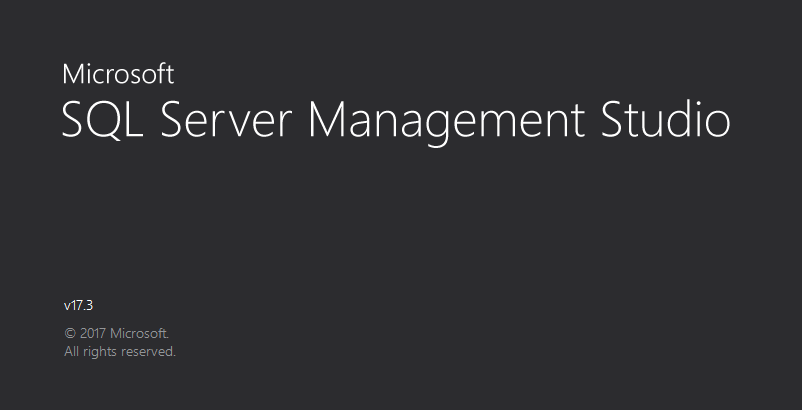 Microsoft
SQL Server Management Studio
v17.3
© 2017 Microsoft.
All rights reserved.